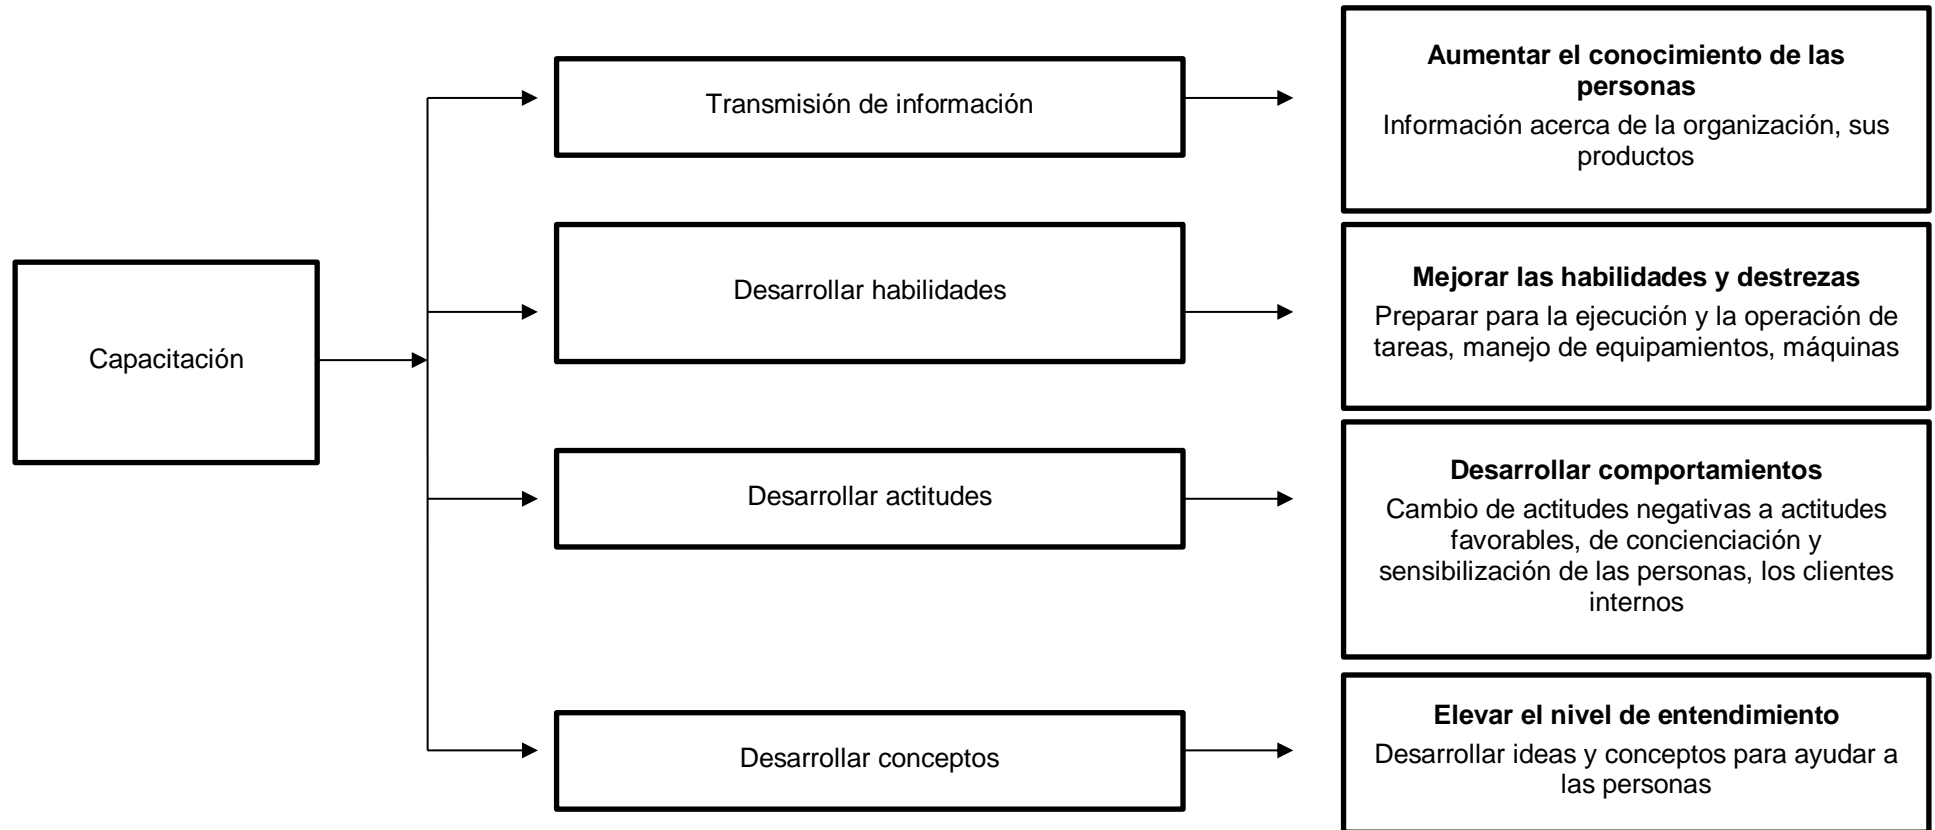 Capacitación
Transmisión de información
Aumentar el conocimiento de las
personas
Información acerca de la organización, sus
productos
Desarrollar habilidades
Mejorar las habilidades y destrezas
Preparar para la ejecución y la operación de
tareas, manejo de equipamientos, máquinas
Desarrollar actitudes
Desarrollar comportamientos
Cambio de actitudes negativas a actitudes
favorables, de concienciación y
sensibilización de las personas, los clientes
internos
Desarrollar conceptos
Elevar el nivel de entendimiento
Desarrollar ideas y conceptos para ayudar a
las personas